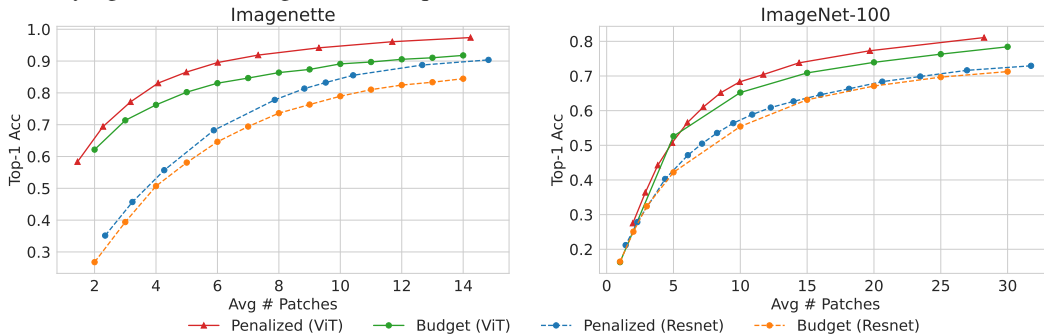 Imagenette
1.0
0.9
0.8
0.7
0.6
0.5
0.4
0.3
Top-1 Acc
2 4 6 8 10 12 14
Avg # Patches
ImageNet-100
0.8
0.7
0.6
0.5
0.4
0.3
0.2
Top-1 Acc
0 5 10 15 20 25 30
Avg # Patches
Penalized (ViT) Budget (ViT) Penalized (Resnet) Budget (Resnet)